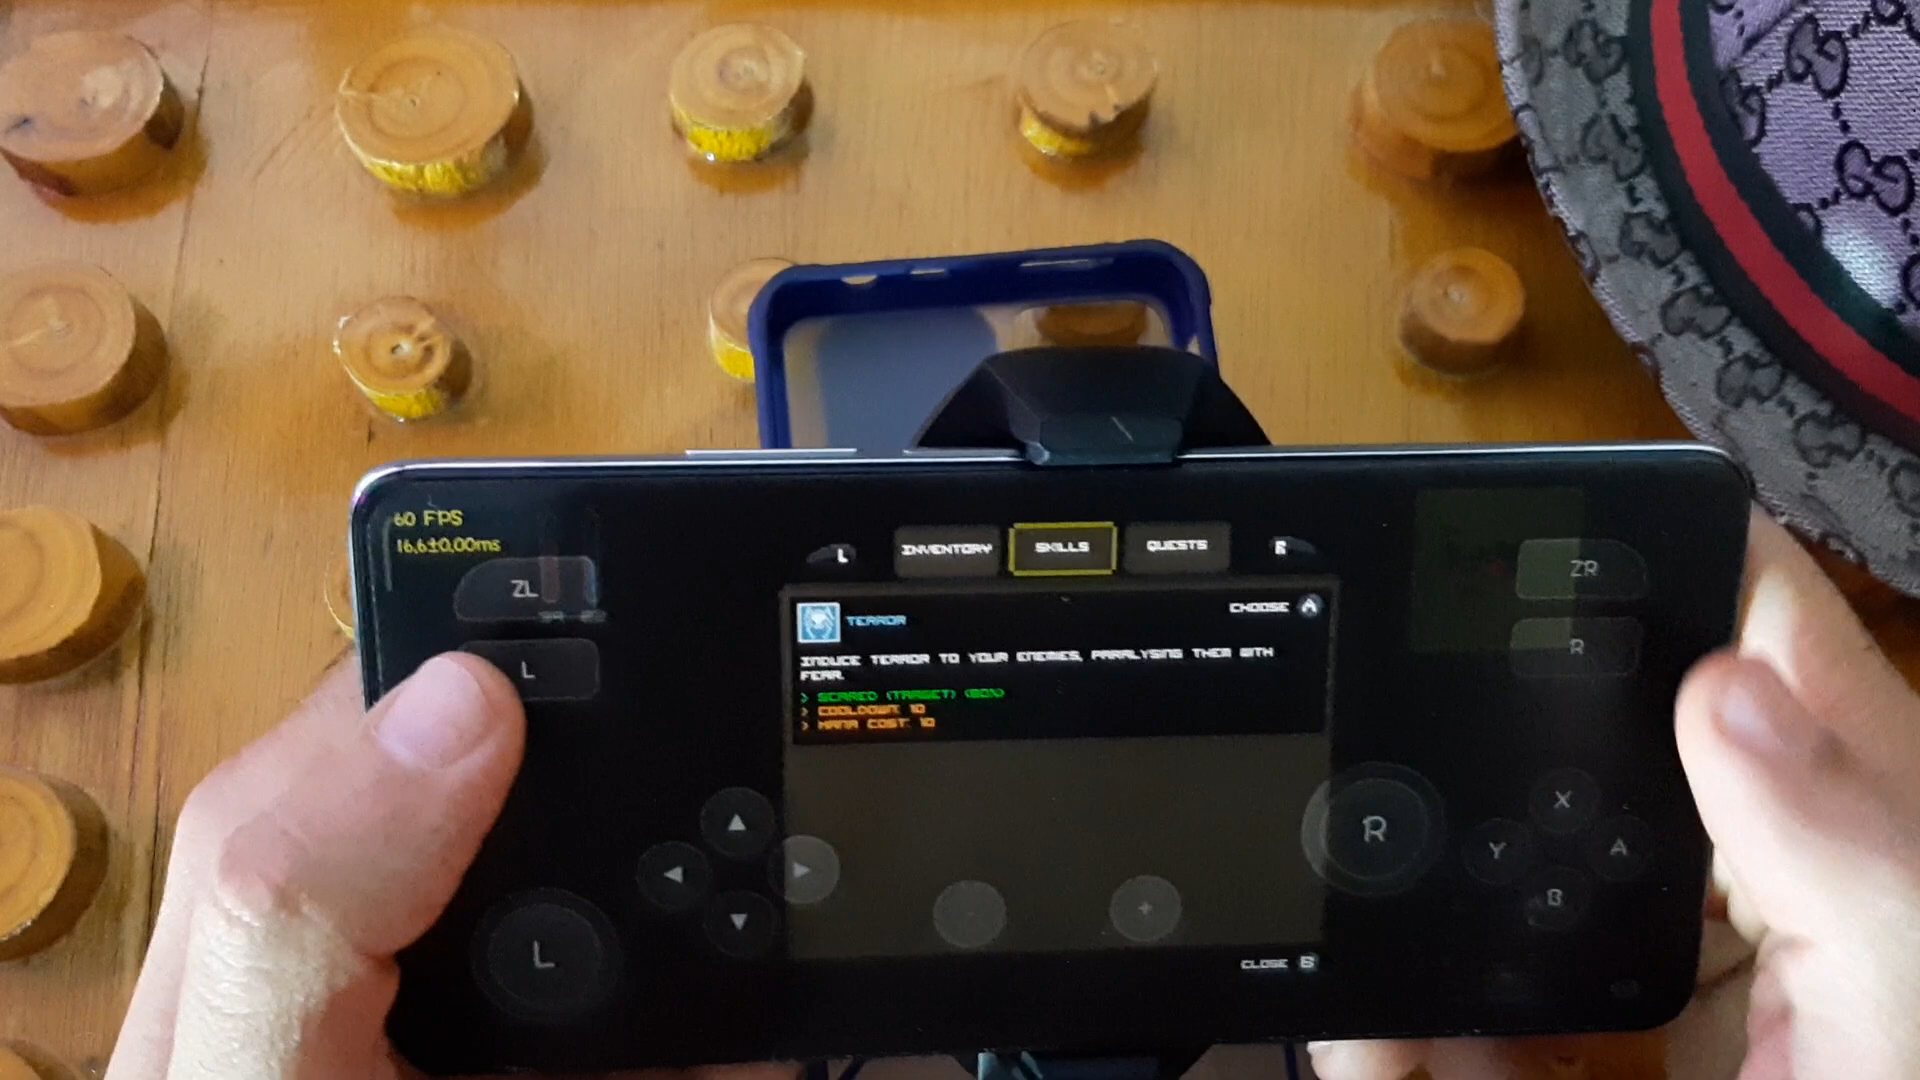 60 FPS
16.6±0.00ms
ZL
L
L
INVENTORY
SKILLS
QUESTS
R
ZR
R
TERROR
CHOOSE A
INDUCE TERROR TO YOUR ENEMIES, PARALYSING THEM WITH
FEAR.
> SCARED (TARGET) (80%)
> COOLDOWN: 10
> MANA COST: 10
R
X
Y
A
B
-
+
L
CLOSE B